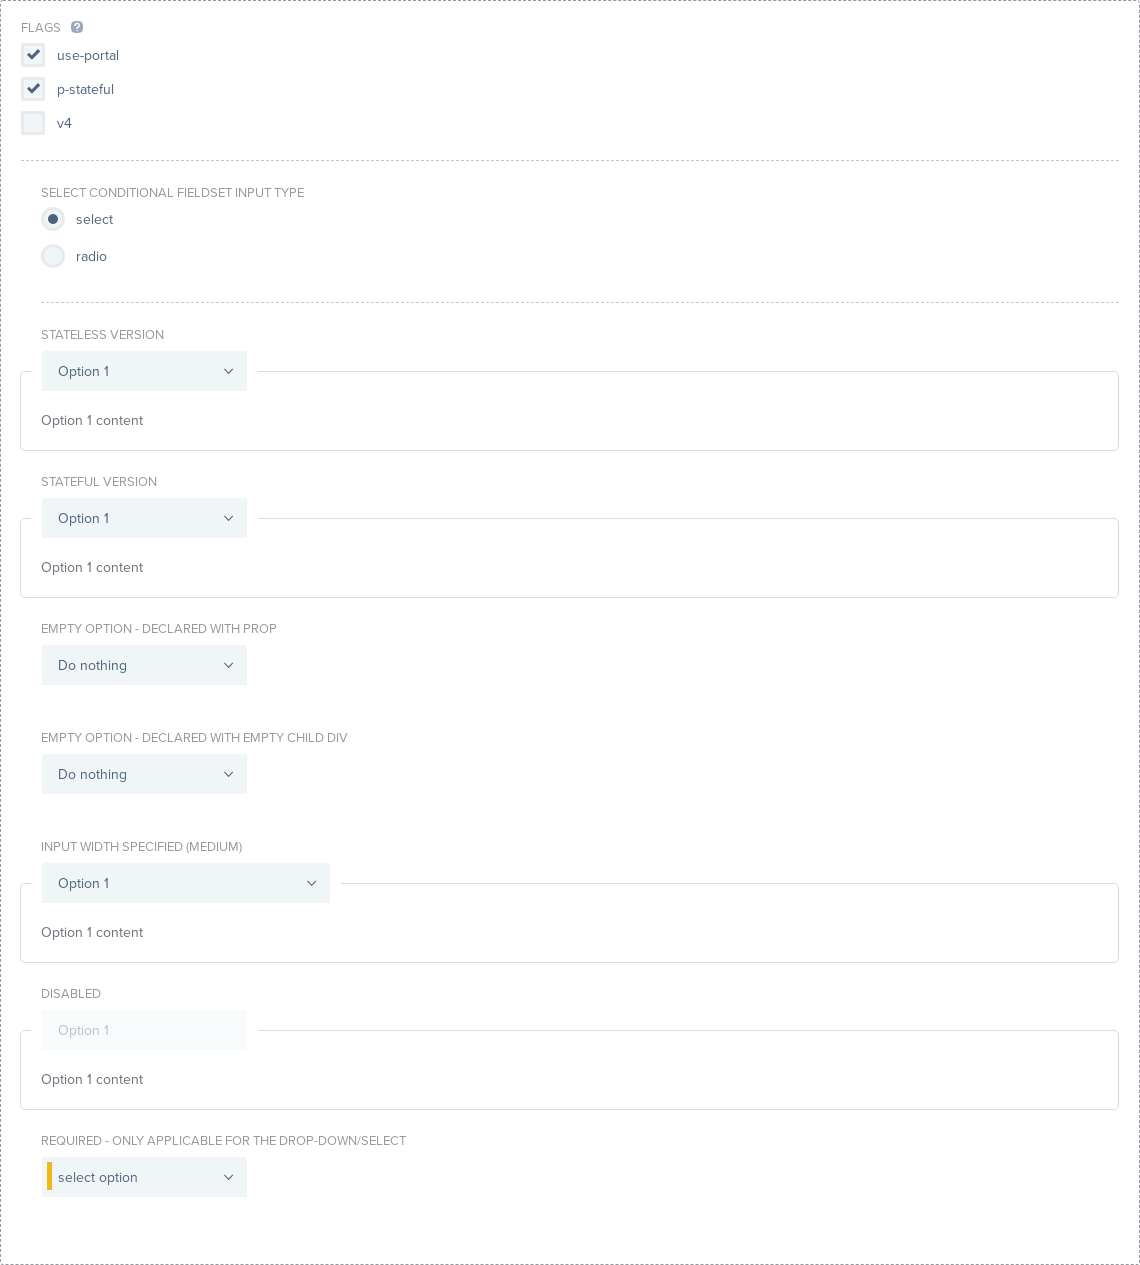 FLAGS ?
use-portal
p-stateful
v4
SELECT CONDITIONAL FIELDSET INPUT TYPE
select
radio
STATELESS VERSION
Option 1
Option 1 content
STATEFUL VERSION
Option 1
Option 1 content
EMPTY OPTION - DECLARED WITH PROP
Do nothing
EMPTY OPTION - DECLARED WITH EMPTY CHILD DIV
Do nothing
INPUT WIDTH SPECIFIED (MEDIUM)
Option 1
Option 1 content
DISABLED
Option 1
Option 1 content
REQUIRED - ONLY APPLICABLE FOR THE DROP-DOWN/SELECT
select option